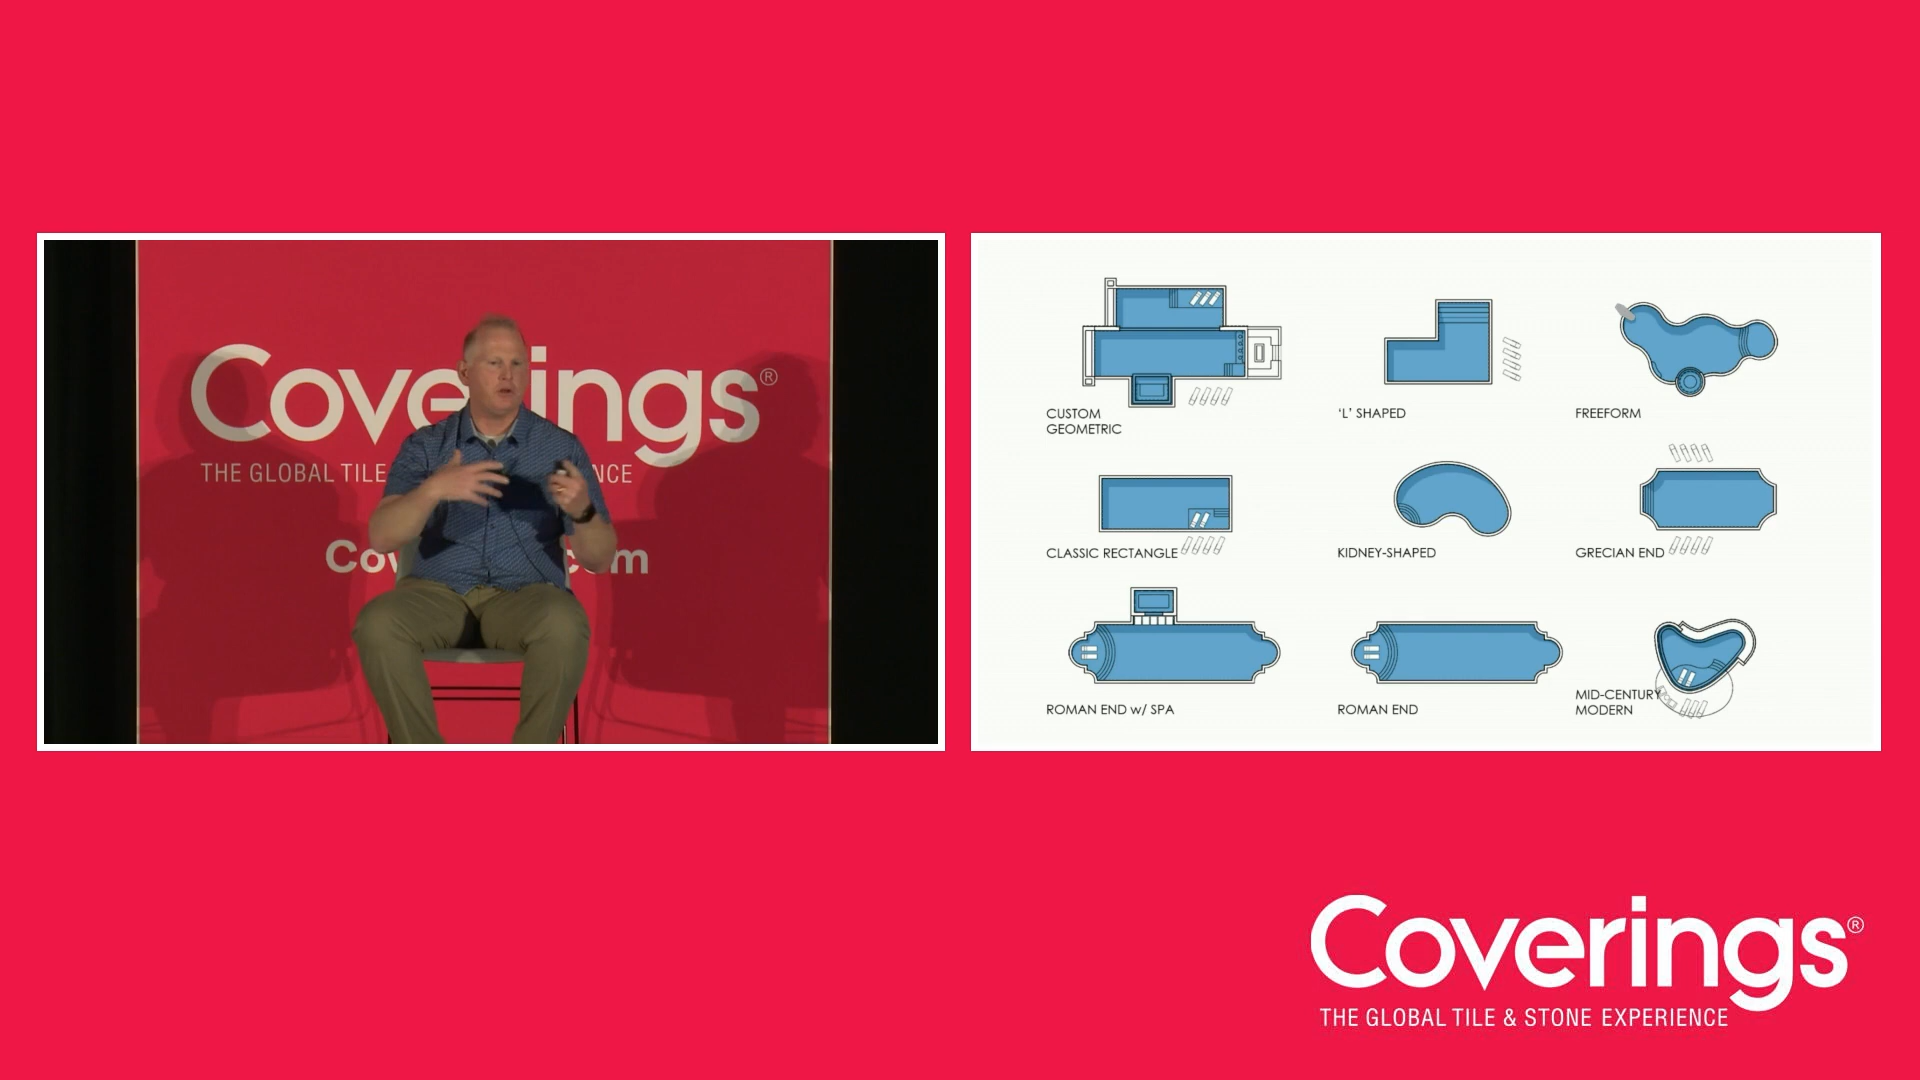 Coverings®
THE GLOBAL TILE
NCE
CUSTOM
GEOMETRIC
‘L’ SHAPED
FREEFORM
CLASSIC RECTANGLE
KIDNEY-SHAPED
GRECIAN END
ROMAN END w/ SPA
ROMAN END
MID-CENTURY
MODERN
Coverings®
THE GLOBAL TILE & STONE EXPERIENCE